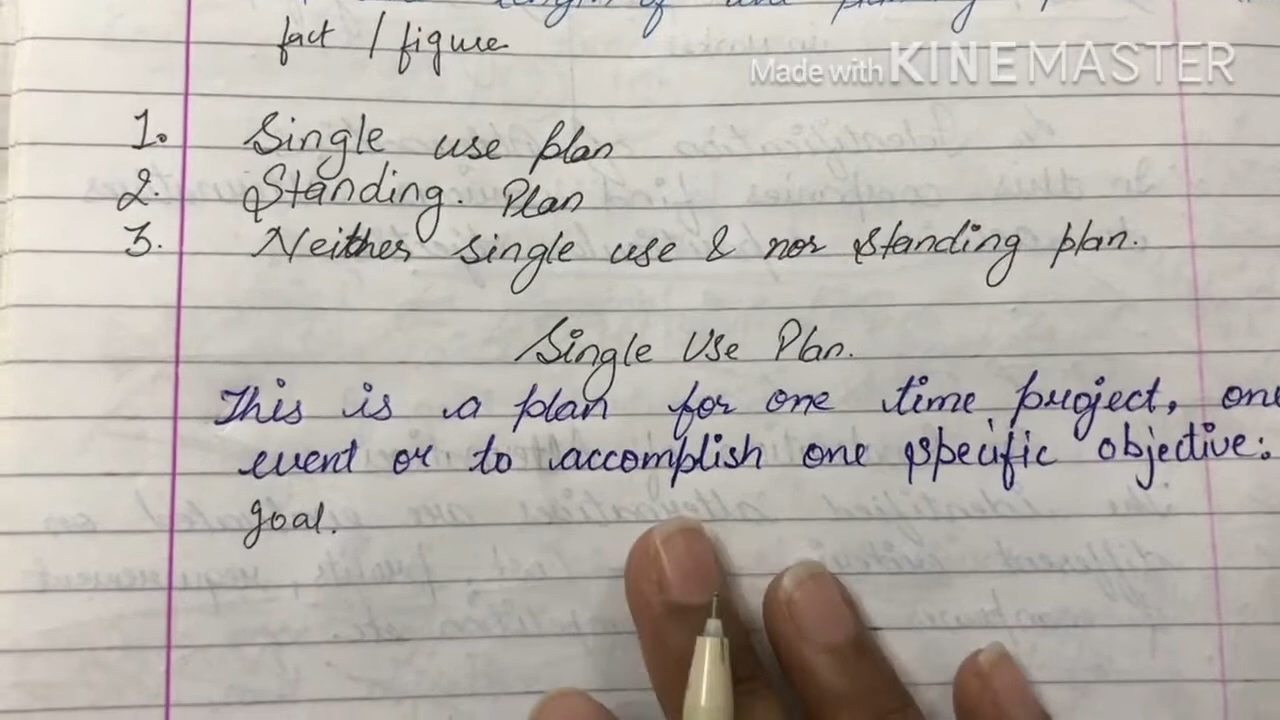 length of
fact / figure
Made with KINEMASTER
1. Single use plan
2. Standing. Plan
3. Neither single use & nor standing plan.
Single Use Plan.
This is a plan for one time project, one
event or to accomplish one specific objective.
goal.